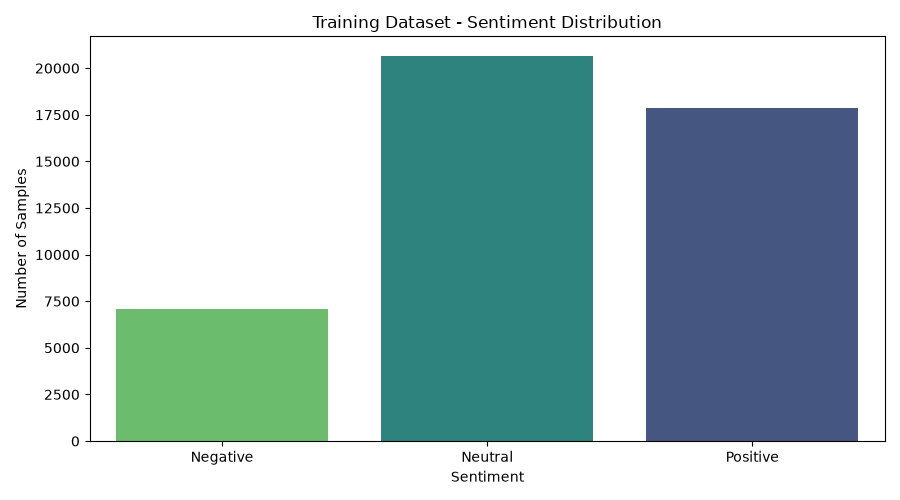 Training Dataset - Sentiment Distribution
20000
17500
15000
12500
10000
7500
5000
2500
0
Number of Samples
Negative
Neutral
Positive
Sentiment